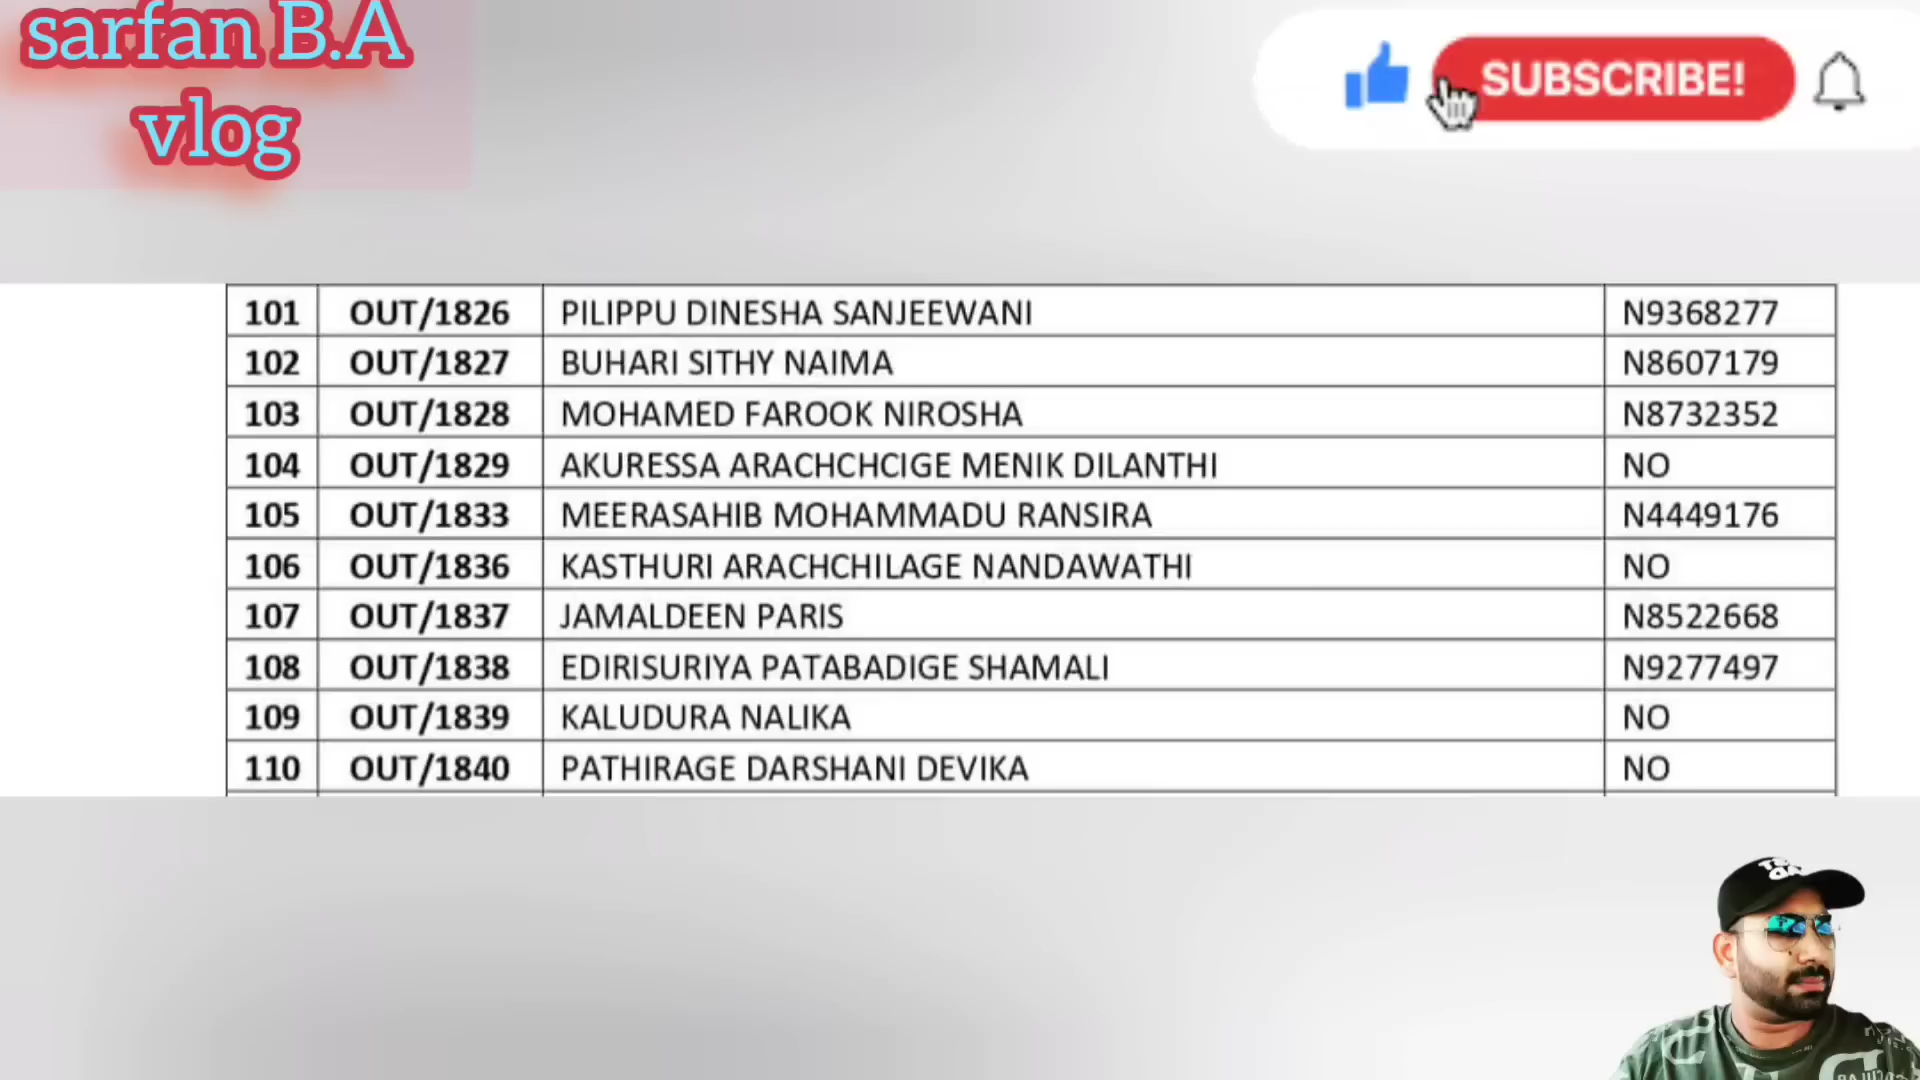 sarfan B.A
vlog
SUBSCRIBE!
101 OUT/1826 PILIPPU DINESHA SANJEEWANI N9368277
102 OUT/1827 BUHARI SITHY NAIMA N8607179
103 OUT/1828 MOHAMED FAROOK NIROSHA N8732352
104 OUT/1829 AKURESSA ARACHCHCIGE MENIK DILANTHI NO
105 OUT/1833 MEERASAHIB MOHAMMADU RANSIRA N4449176
106 OUT/1836 KASTHURI ARACHCHILAGE NANDAWATHI NO
107 OUT/1837 JAMALDEEN PARIS N8522668
108 OUT/1838 EDIRISURIYA PATABADIGE SHAMALI N9277497
109 OUT/1839 KALUDURA NALIKA NO
110 OUT/1840 PATHIRAGE DARSHANI DEVIKA NO